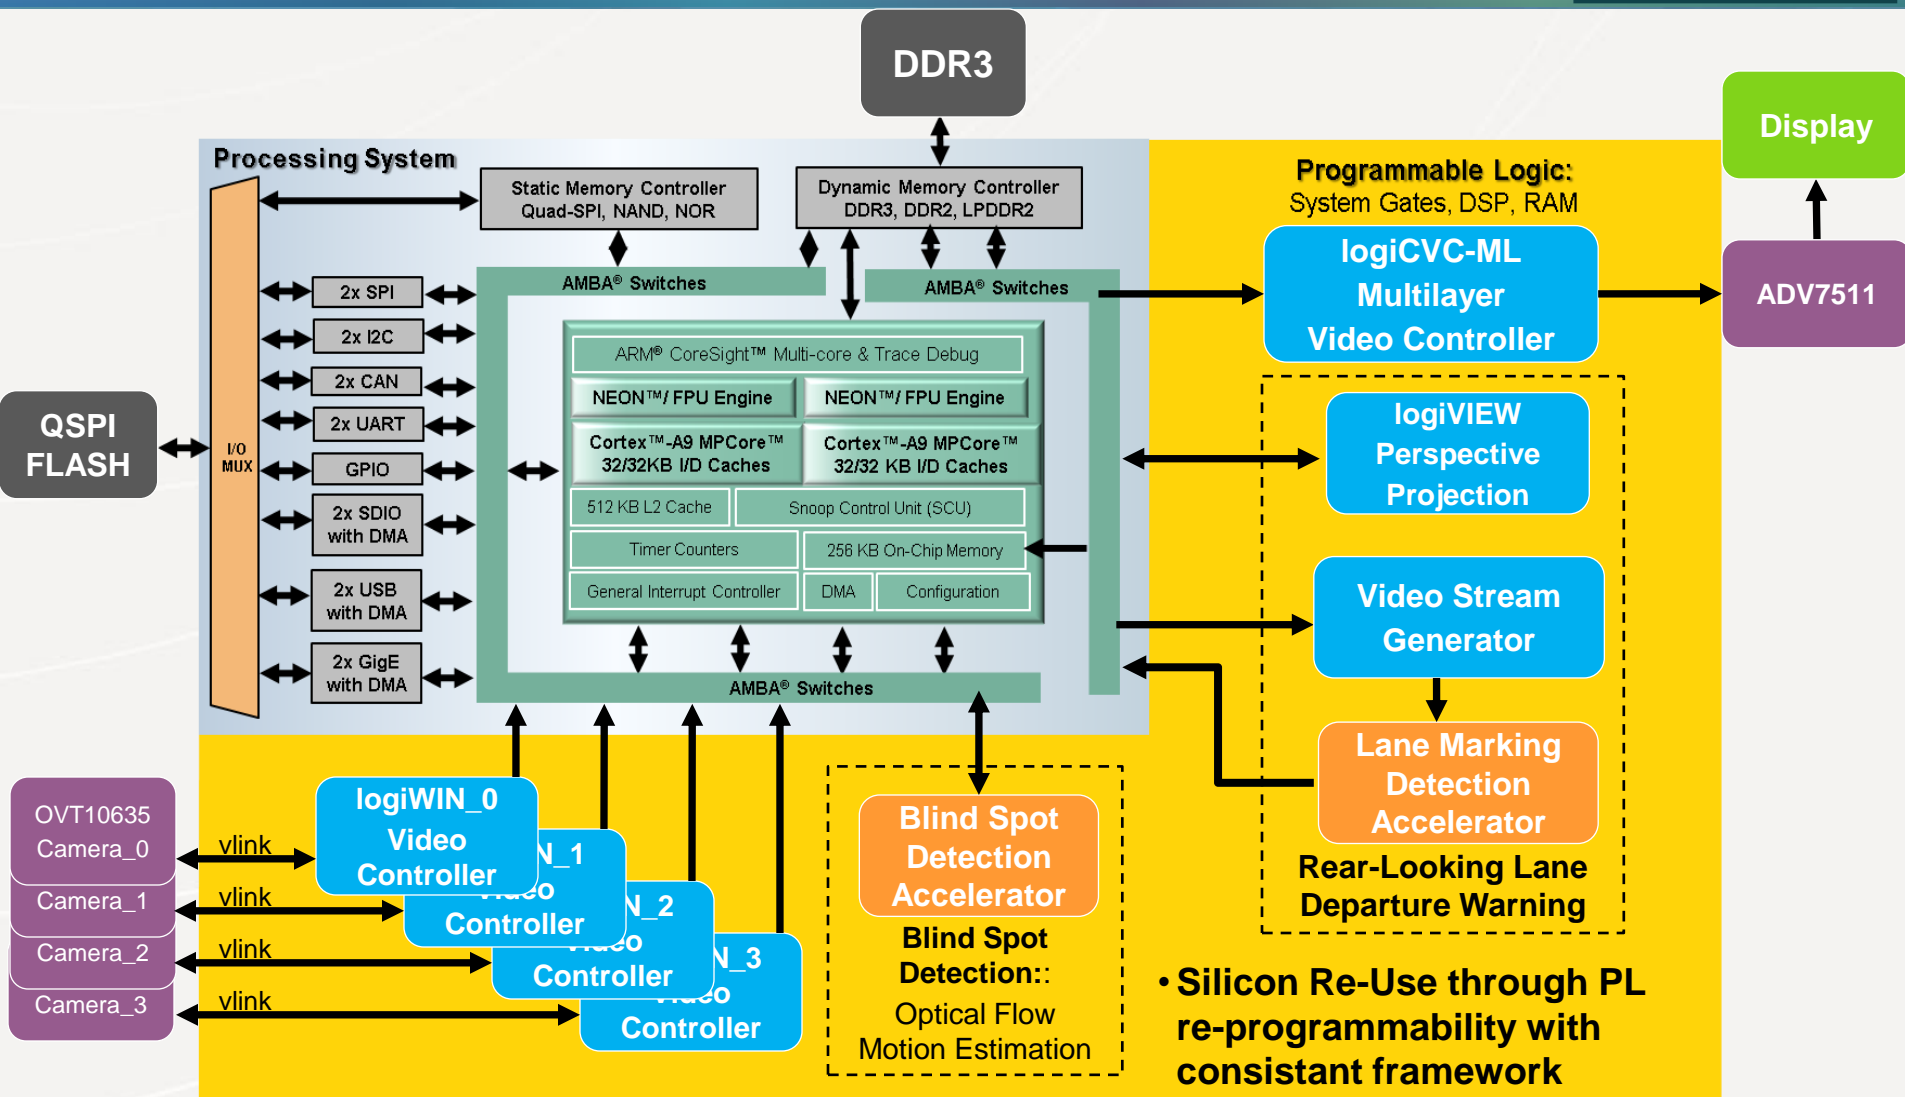 DDR3
Display
Processing System
Static Memory Controller
Quad-SPI, NAND, NOR
Dynamic Memory Controller
DDR3, DDR2, LPDDR2
Programmable Logic:
System Gates, DSP, RAM
logiCVC-ML
Multilayer
Video Controller
ADV7511
AMBA® Switches
AMBA® Switches
2x SPI
2x I2C
2x CAN
2x UART
GPIO
2x SDIO
with DMA
2x USB
with DMA
2x GigE
with DMA
I/O
MUX
QSPI
FLASH
ARM® CoreSight™ Multi-core & Trace Debug
NEON™/ FPU Engine
NEON™/ FPU Engine
Cortex™-A9 MPCore™
32/32KB I/D Caches
Cortex™-A9 MPCore™
32/32 KB I/D Caches
512 KB L2 Cache
Snoop Control Unit (SCU)
Timer Counters
256 KB On-Chip Memory
General Interrupt Controller
DMA
Configuration
AMBA® Switches
logiVIEW
Perspective
Projection
Video Stream
Generator
Lane Marking
Detection
Accelerator
Rear-Looking Lane
Departure Warning
OVT10635
Camera_0
Camera_1
Camera_2
Camera_3
vlink
vlink
vlink
vlink
logiWIN_0
Video
Controller
N_1
Video
Controller
N_2
Video
Controller
N_3
Video
Controller
Blind Spot
Detection
Accelerator
Blind Spot
Detection::
Optical Flow
Motion Estimation
• Silicon Re-Use through PL
re-programmability with
consistant framework